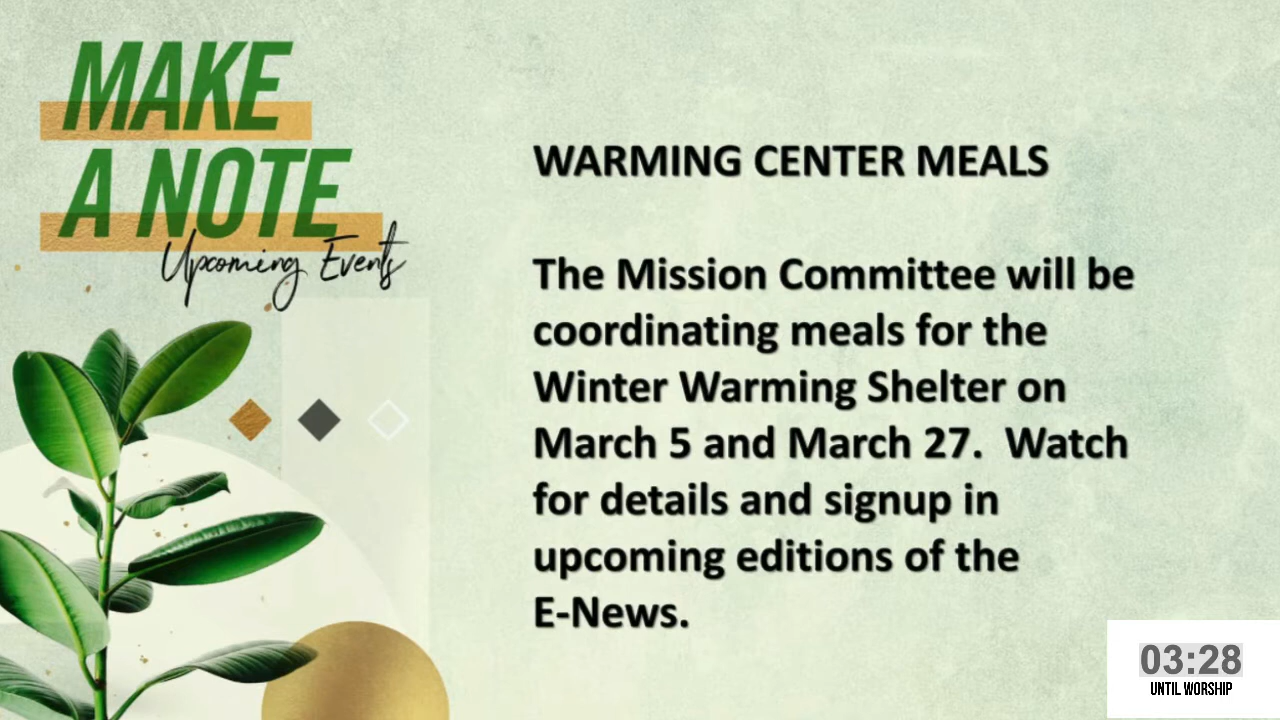 MAKE
A NOTE
Upcoming Events
WARMING CENTER MEALS
The Mission Committee will be
coordinating meals for the
Winter Warming Shelter on
March 5 and March 27.  Watch
for details and signup in
upcoming editions of the
E-News.
03:28
UNTIL WORSHIP